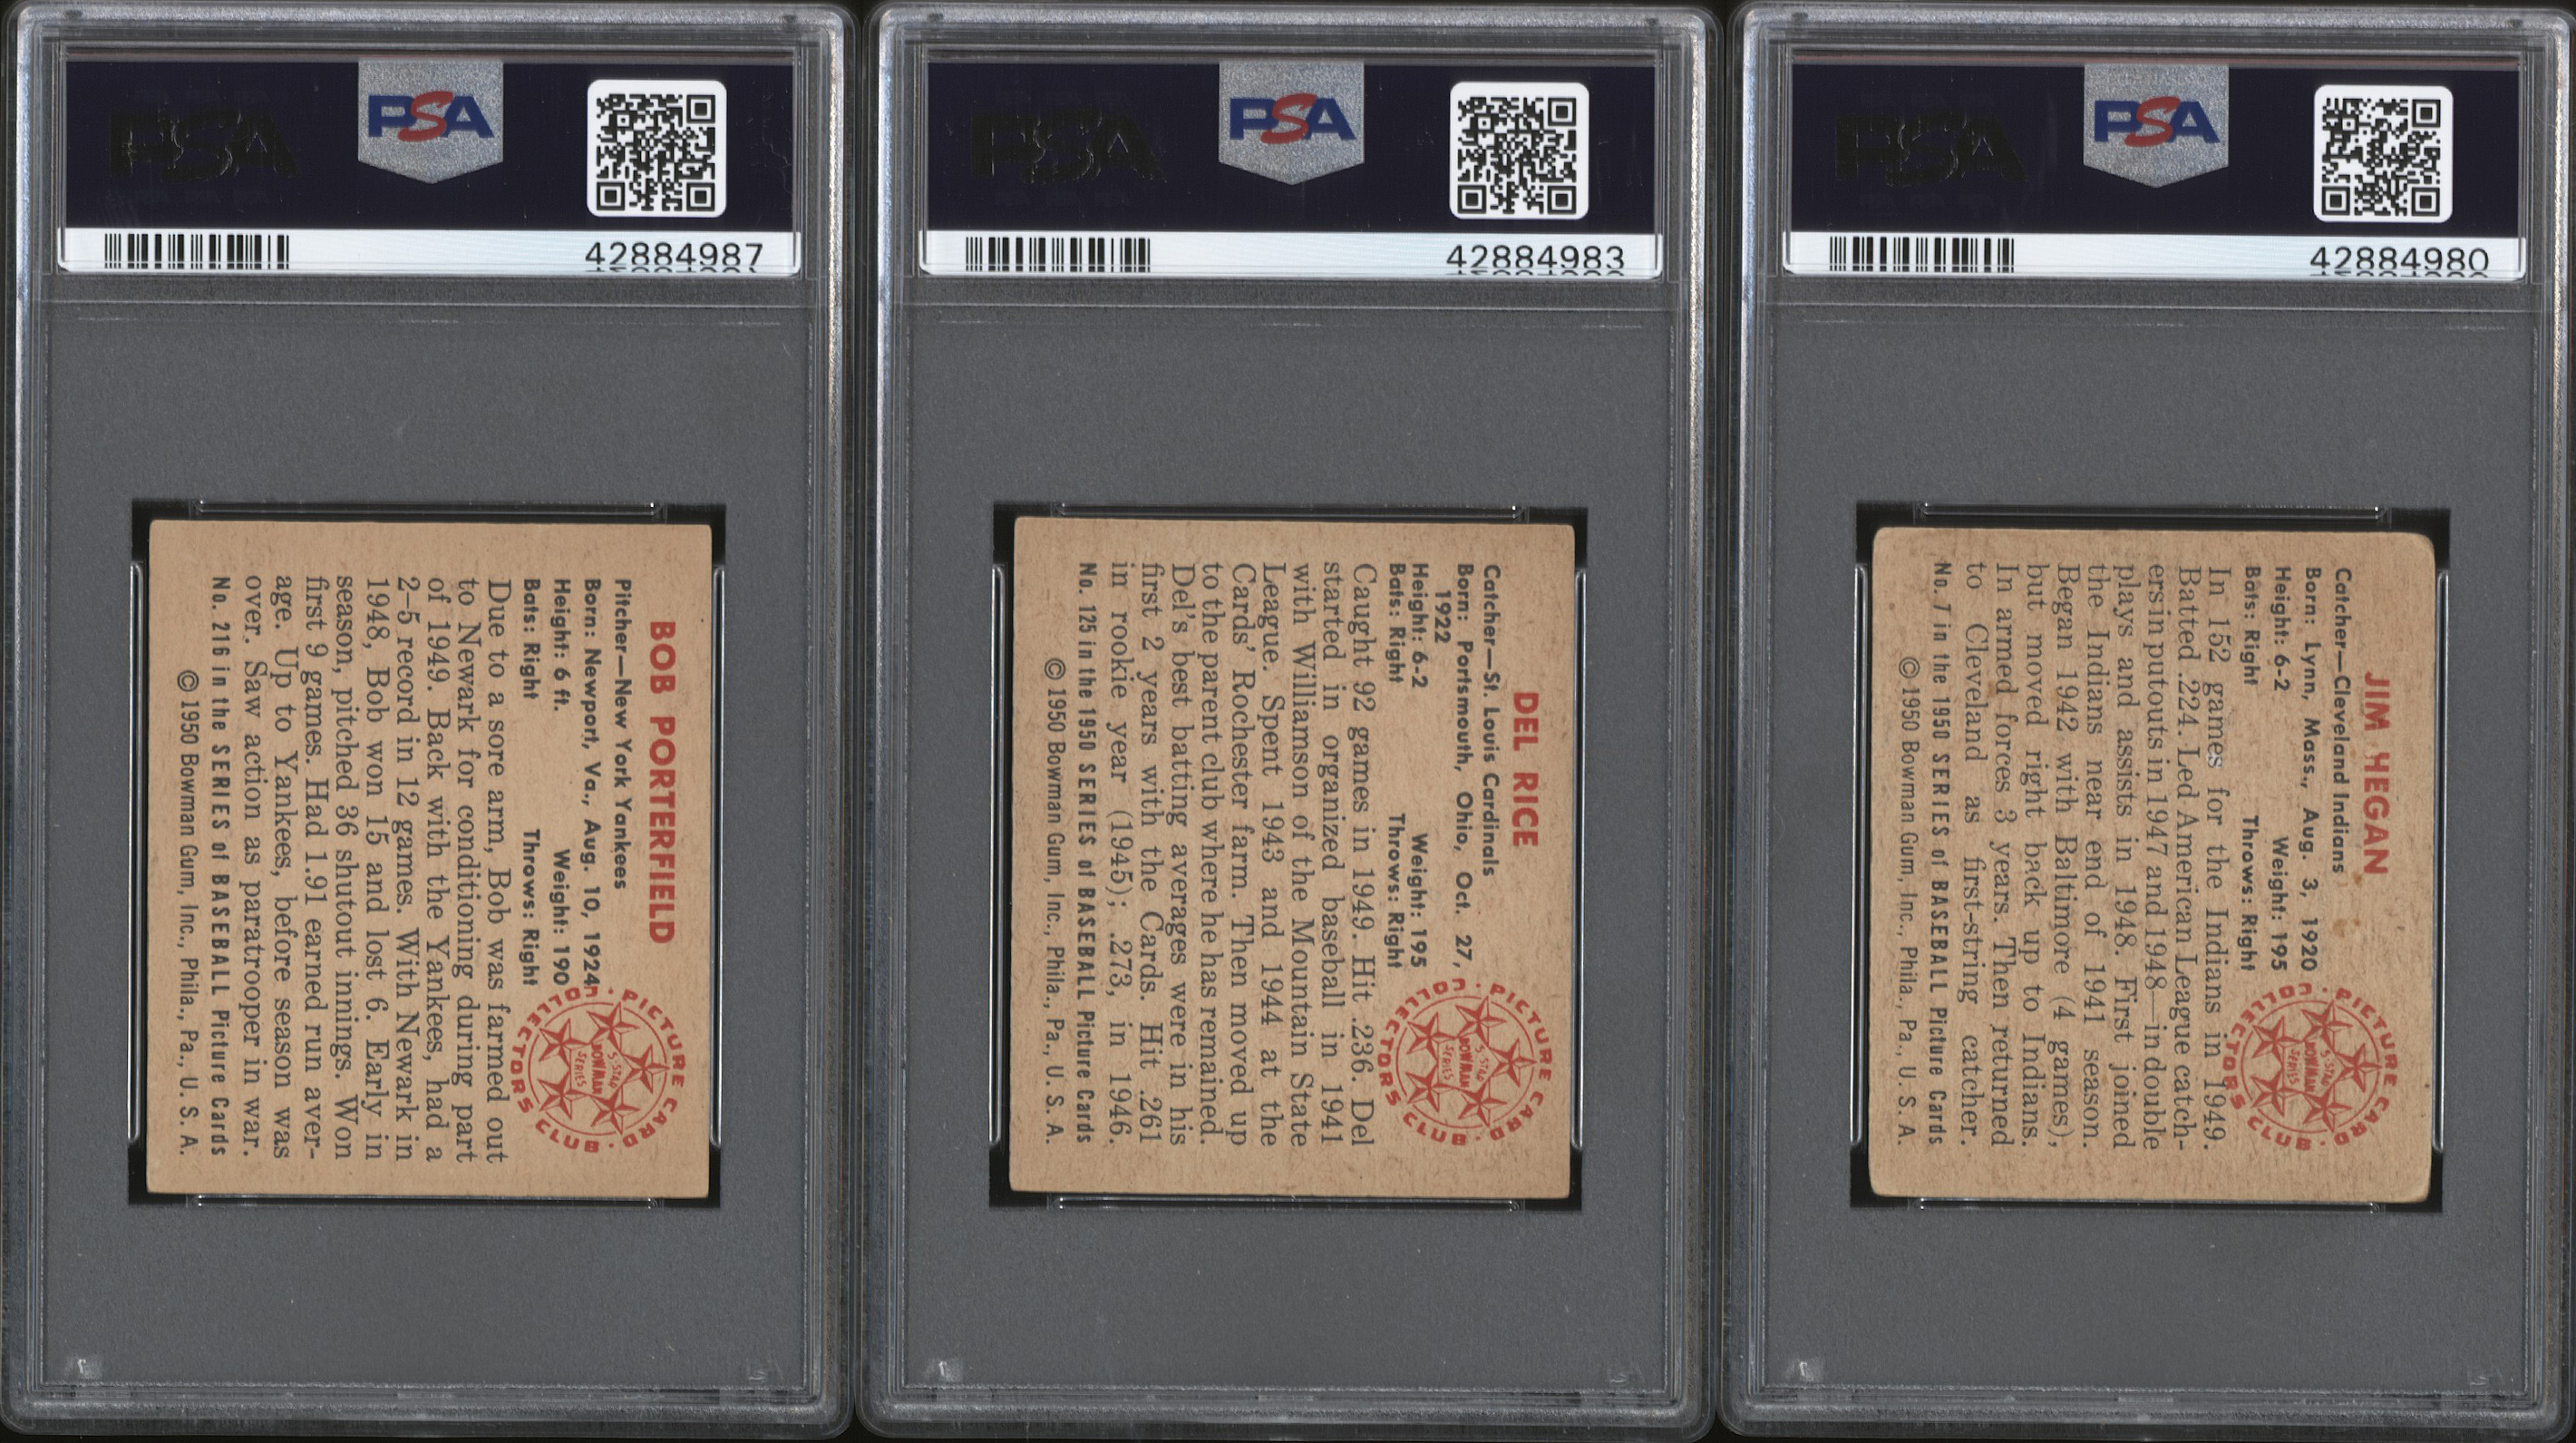 PSA
PSA
42884987
BOB PORTERFIELD
Pitcher—New York Yankees
Born: Newport, Va., Aug. 10, 1924
Height: 6 ft. Weight: 190
Bats: Right Throws: Right
Due to a sore arm, Bob was farmed out
to Newark for conditioning during part
of 1949. Back with the Yankees, had a
2–5 record in 12 games. With Newark in
1948, Bob won 15 and lost 6. Early in
season, pitched 36 shutout innings. Won
first 9 games. Had 1.91 earned run aver-
age. Up to Yankees, before season was
over. Saw action as paratrooper in war.
No. 216 in the SERIES of BASEBALL Picture Cards
©1950 Bowman Gum, Inc., Phila., Pa., U. S. A.
PICTURE CARD COLLECTORS CLUB
5-STAR
BOWMAN
SERIES
PSA
PSA
42884983
DEL RICE
Catcher—St. Louis Cardinals
Born: Portsmouth, Ohio, Oct. 27,
1922
Height: 6-2 Weight: 195
Bats: Right Throws: Right
Caught 92 games in 1949. Hit .236. Del
started in organized baseball in 1941
with Williamson of the Mountain State
League. Spent 1943 and 1944 at the
Cards' Rochester farm. Then moved up
to the parent club where he has remained.
Del's best batting averages were in his
first 2 years with the Cards. Hit .261
in rookie year (1945); .273, in 1946.
No. 125 in the 1950 SERIES of BASEBALL Picture Cards
©1950 Bowman Gum, Inc., Phila., Pa., U. S. A.
PICTURE CARD COLLECTORS CLUB
5-STAR
BOWMAN
SERIES
PSA
PSA
42884980
JIM HEGAN
Catcher—Cleveland Indians
Born: Lynn, Mass., Aug. 3, 1920
Height: 6-2 Weight: 195
Bats: Right Throws: Right
In 152 games for the Indians in 1949.
Batted .224. Led American League catch-
ers in putouts in 1947 and 1948—in double
plays and assists in 1948. First joined
the Indians near end of 1941 season.
Began 1942 with Baltimore (4 games),
but moved right back up to Indians.
In armed forces 3 years. Then returned
to Cleveland as first-string catcher.
No. 7 in the 1950 SERIES of BASEBALL Picture Cards
©1950 Bowman Gum, Inc., Phila., Pa., U. S. A.
PICTURE CARD COLLECTORS CLUB
5-STAR
BOWMAN
SERIES